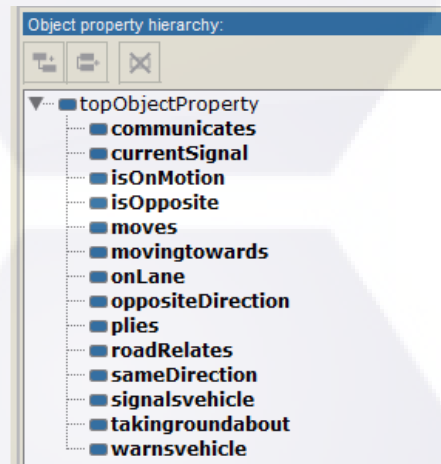 Object property hierarchy:
topObjectProperty
communicates
currentSignal
isOnMotion
isOpposite
moves
movingtowards
onLane
oppositeDirection
plies
roadRelates
sameDirection
signalsvehicle
takingroundabout
warnsvehicle